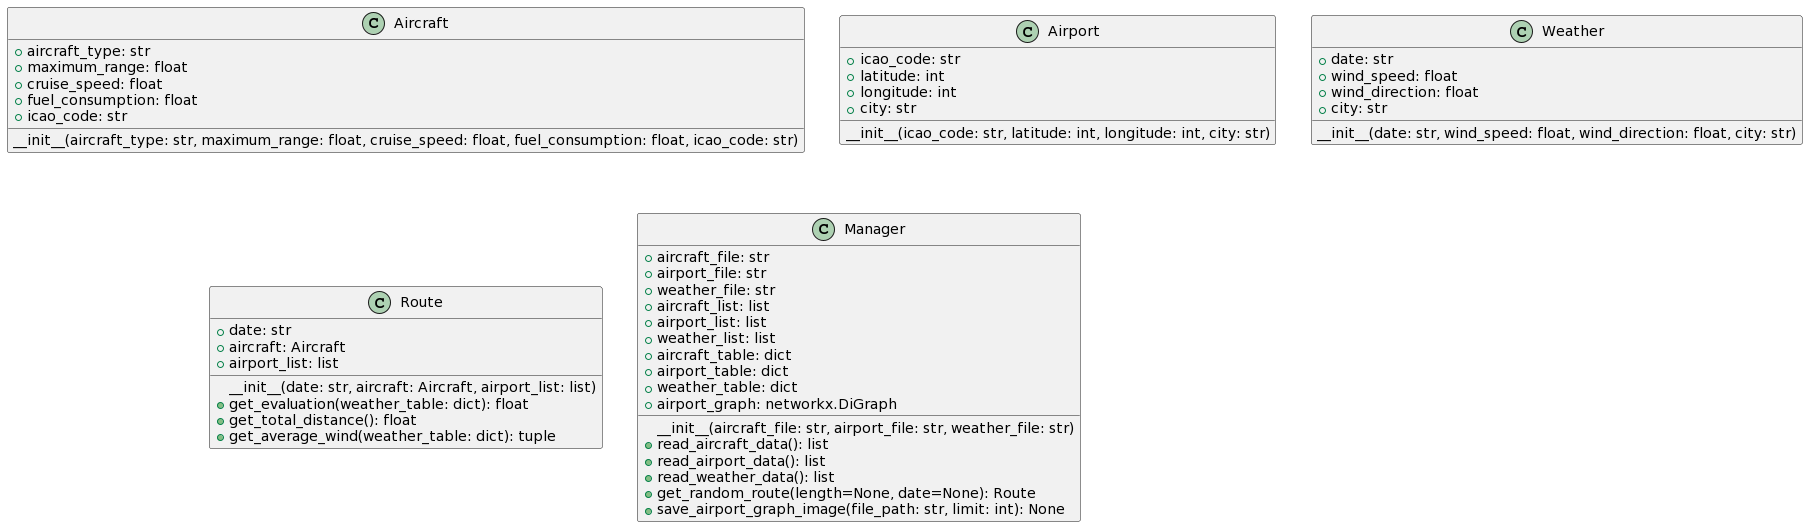 C Aircraft
aircraft_type: str
maximum_range: float
cruise_speed: float
fuel_consumption: float
icao_code: str
__init__(aircraft_type: str, maximum_range: float, cruise_speed: float, fuel_consumption: float, icao_code: str)
C Airport
icao_code: str
latitude: int
longitude: int
city: str
__init__(icao_code: str, latitude: int, longitude: int, city: str)
C Weather
date: str
wind_speed: float
wind_direction: float
city: str
__init__(date: str, wind_speed: float, wind_direction: float, city: str)
C Route
date: str
aircraft: Aircraft
airport_list: list
__init__(date: str, aircraft: Aircraft, airport_list: list)
get_evaluation(weather_table: dict): float
get_total_distance(): float
get_average_wind(weather_table: dict): tuple
C Manager
aircraft_file: str
airport_file: str
weather_file: str
aircraft_list: list
airport_list: list
weather_list: list
aircraft_table: dict
airport_table: dict
weather_table: dict
airport_graph: networkx.DiGraph
__init__(aircraft_file: str, airport_file: str, weather_file: str)
read_aircraft_data(): list
read_airport_data(): list
read_weather_data(): list
get_random_route(length=None, date=None): Route
save_airport_graph_image(file_path: str, limit: int): None